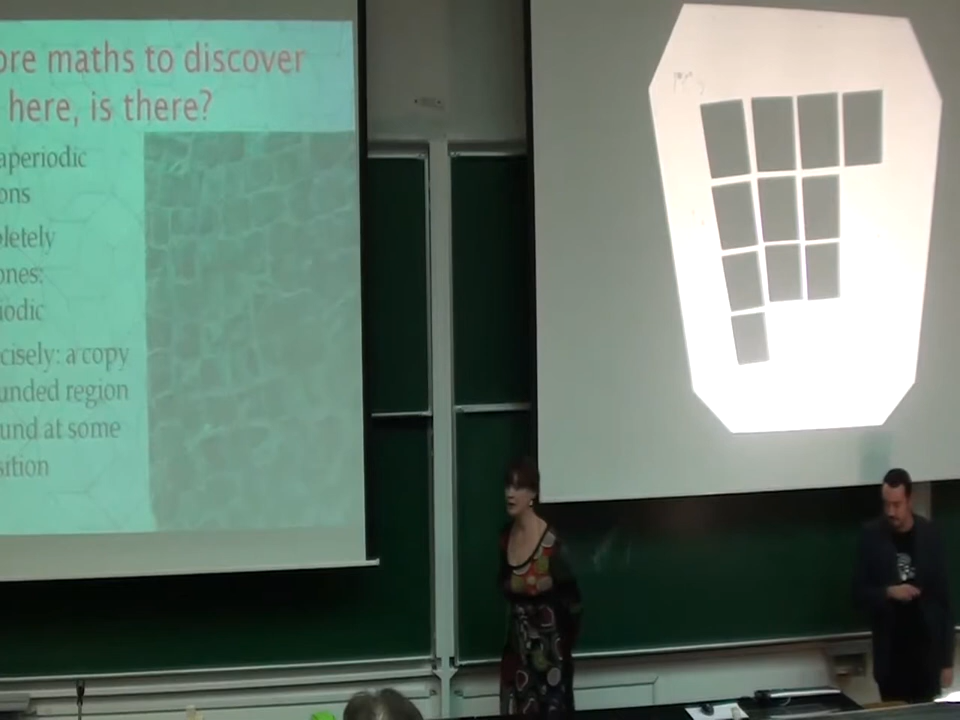 ore maths to discover
here, is there?
aperiodic
ons
pletely
ones:
iodic
cisely: a copy
unded region
und at some
sition